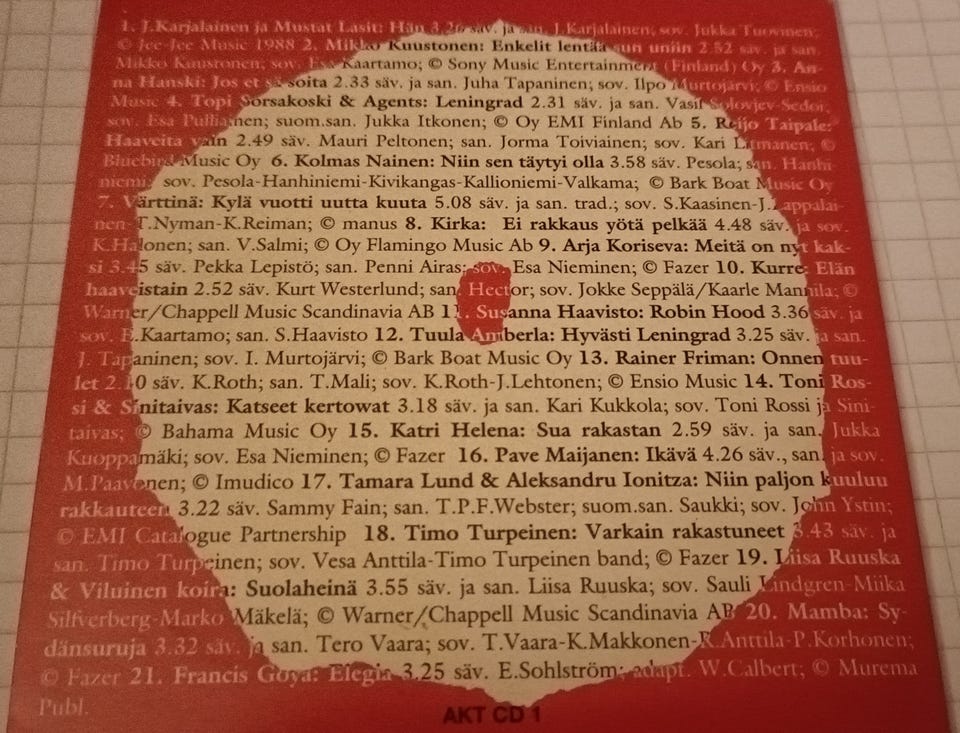 1. J.Karjalainen ja Mustat Lasit: Hän 3.26 säv. ja san. J.Karjalainen; sov. Jukka Tuovinen;
© Jee-Jee Music 1988 2. Mikko Kuustonen: Enkelit lentää sun uniin 2.52 säv. ja san.
Mikko Kuustonen; sov. Esa Kaartamo; © Sony Music Entertainment (Finland) Oy 3. An-
na Hanski: Jos et sä soita 2.33 säv. ja san. Juha Tapaninen; sov. Ilpo Murtojärvi; © Ensio
Music 4. Topi Sorsakoski & Agents: Leningrad 2.31 säv. ja san. Vasil Solovjev-Sedoi;
sov. Esa Pulliainen; suom.san. Jukka Itkonen; © Oy EMI Finland Ab 5. Reijo Taipale:
Haaveita vain 2.49 säv. Mauri Peltonen; san. Jorma Toiviainen; sov. Kari Litmanen; ©
Bluebird Music Oy 6. Kolmas Nainen: Niin sen täytyi olla 3.58 säv. Pesola; san. Hanhi-
niemi; sov. Pesola-Hanhiniemi-Kivikangas-Kallioniemi-Valkama; © Bark Boat Music Oy
7. Värttinä: Kylä vuotti uutta kuuta 5.08 säv. ja san. trad.; sov. S.Kaasinen-J.Lappalai-
nen-T.Nyman-K.Reiman; © manus 8. Kirka: Ei rakkaus yötä pelkää 4.48 säv. ja sov.
K.Halonen; san. V.Salmi; © Oy Flamingo Music Ab 9. Arja Koriseva: Meitä on nyt kak-
si 3.45 säv. Pekka Lepistö; san. Penni Airas; sov. Esa Nieminen; © Fazer 10. Kurre: Elän
haaveistain 2.52 säv. Kurt Westerlund; san. Hector; sov. Jokke Seppälä/Kaarle Mannila; ©
Warner/Chappell Music Scandinavia AB 11. Susanna Haavisto: Robin Hood 3.36 säv. ja
sov. E.Kaartamo; san. S.Haavisto 12. Tuula Amberla: Hyvästi Leningrad 3.25 säv. ja san.
J. Tapaninen; sov. I. Murtojärvi; © Bark Boat Music Oy 13. Rainer Friman: Onnen tuu-
let 2.10 säv. K.Roth; san. T.Mali; sov. K.Roth-J.Lehtonen; © Ensio Music 14. Toni Ros-
si & Sinitaivas: Katseet kertowat 3.18 säv. ja san. Kari Kukkola; sov. Toni Rossi ja Sini-
taivas; © Bahama Music Oy 15. Katri Helena: Sua rakastan 2.59 säv. ja san. Jukka
Kuoppamäki; sov. Esa Nieminen; © Fazer 16. Pave Maijanen: Ikävä 4.26 säv., san. ja sov.
M.Paavonen; © Imudico 17. Tamara Lund & Aleksandru Ionitza: Niin paljon kuuluu
rakkauteen 3.22 säv. Sammy Fain; san. T.P.F.Webster; suom.san. Saukki; sov. John Ystin;
© EMI Catalogue Partnership 18. Timo Turpeinen: Varkain rakastuneet 3.43 säv. ja
san. Timo Turpeinen; sov. Vesa Anttila-Timo Turpeinen band; © Fazer 19. Liisa Ruuska
& Viluinen koira: Suolaheinä 3.55 säv. ja san. Liisa Ruuska; sov. Sauli Lindgren-Miika
Silfverberg-Marko Mäkelä; © Warner/Chappell Music Scandinavia AB 20. Mamba: Sy-
dänsuruja 3.32 säv. ja san. Tero Vaara; sov. T.Vaara-K.Makkonen-R.Anttila-P.Korhonen;
© Fazer 21. Francis Goya: Elegia 3.25 säv. E.Sohlström; adapt. W.Calbert; © Murema
Publ.
AKT CD 1